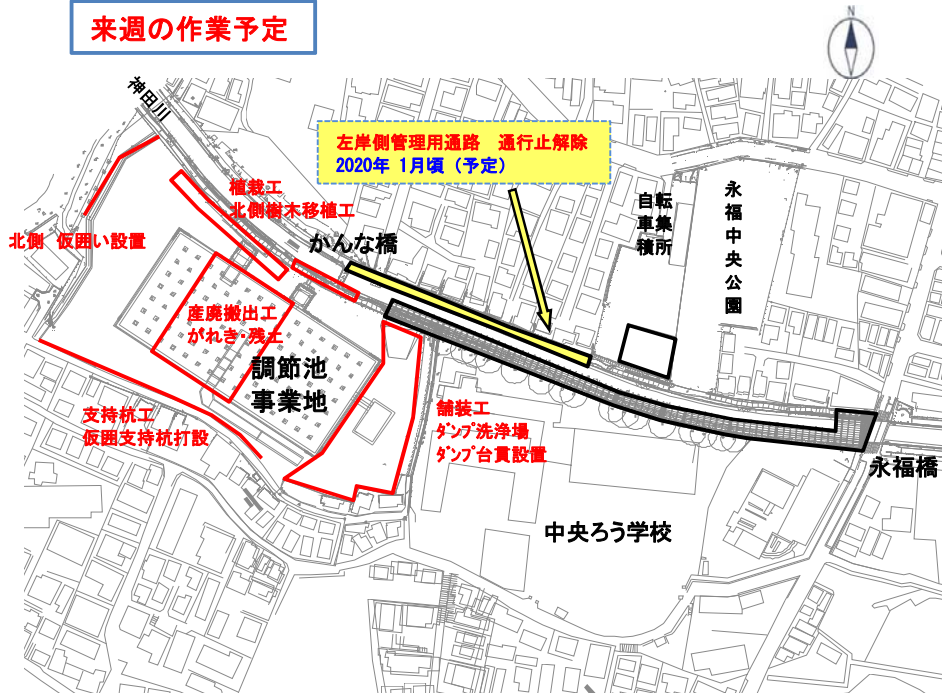 来週の作業予定
N
神田川
左岸側管理用通路　通行止解除
2020年 1月頃（予定）
植栽工
北側樹木移植工
自転
車集
積所
永福中央公園
北側　仮囲い設置
かんな橋
産廃搬出工
がれき・残土
調節池
事業地
支持杭工
仮囲支持杭打設
舗装工
ダンプ洗浄場
ダンプ台貫設置
永福橋
中央ろう学校